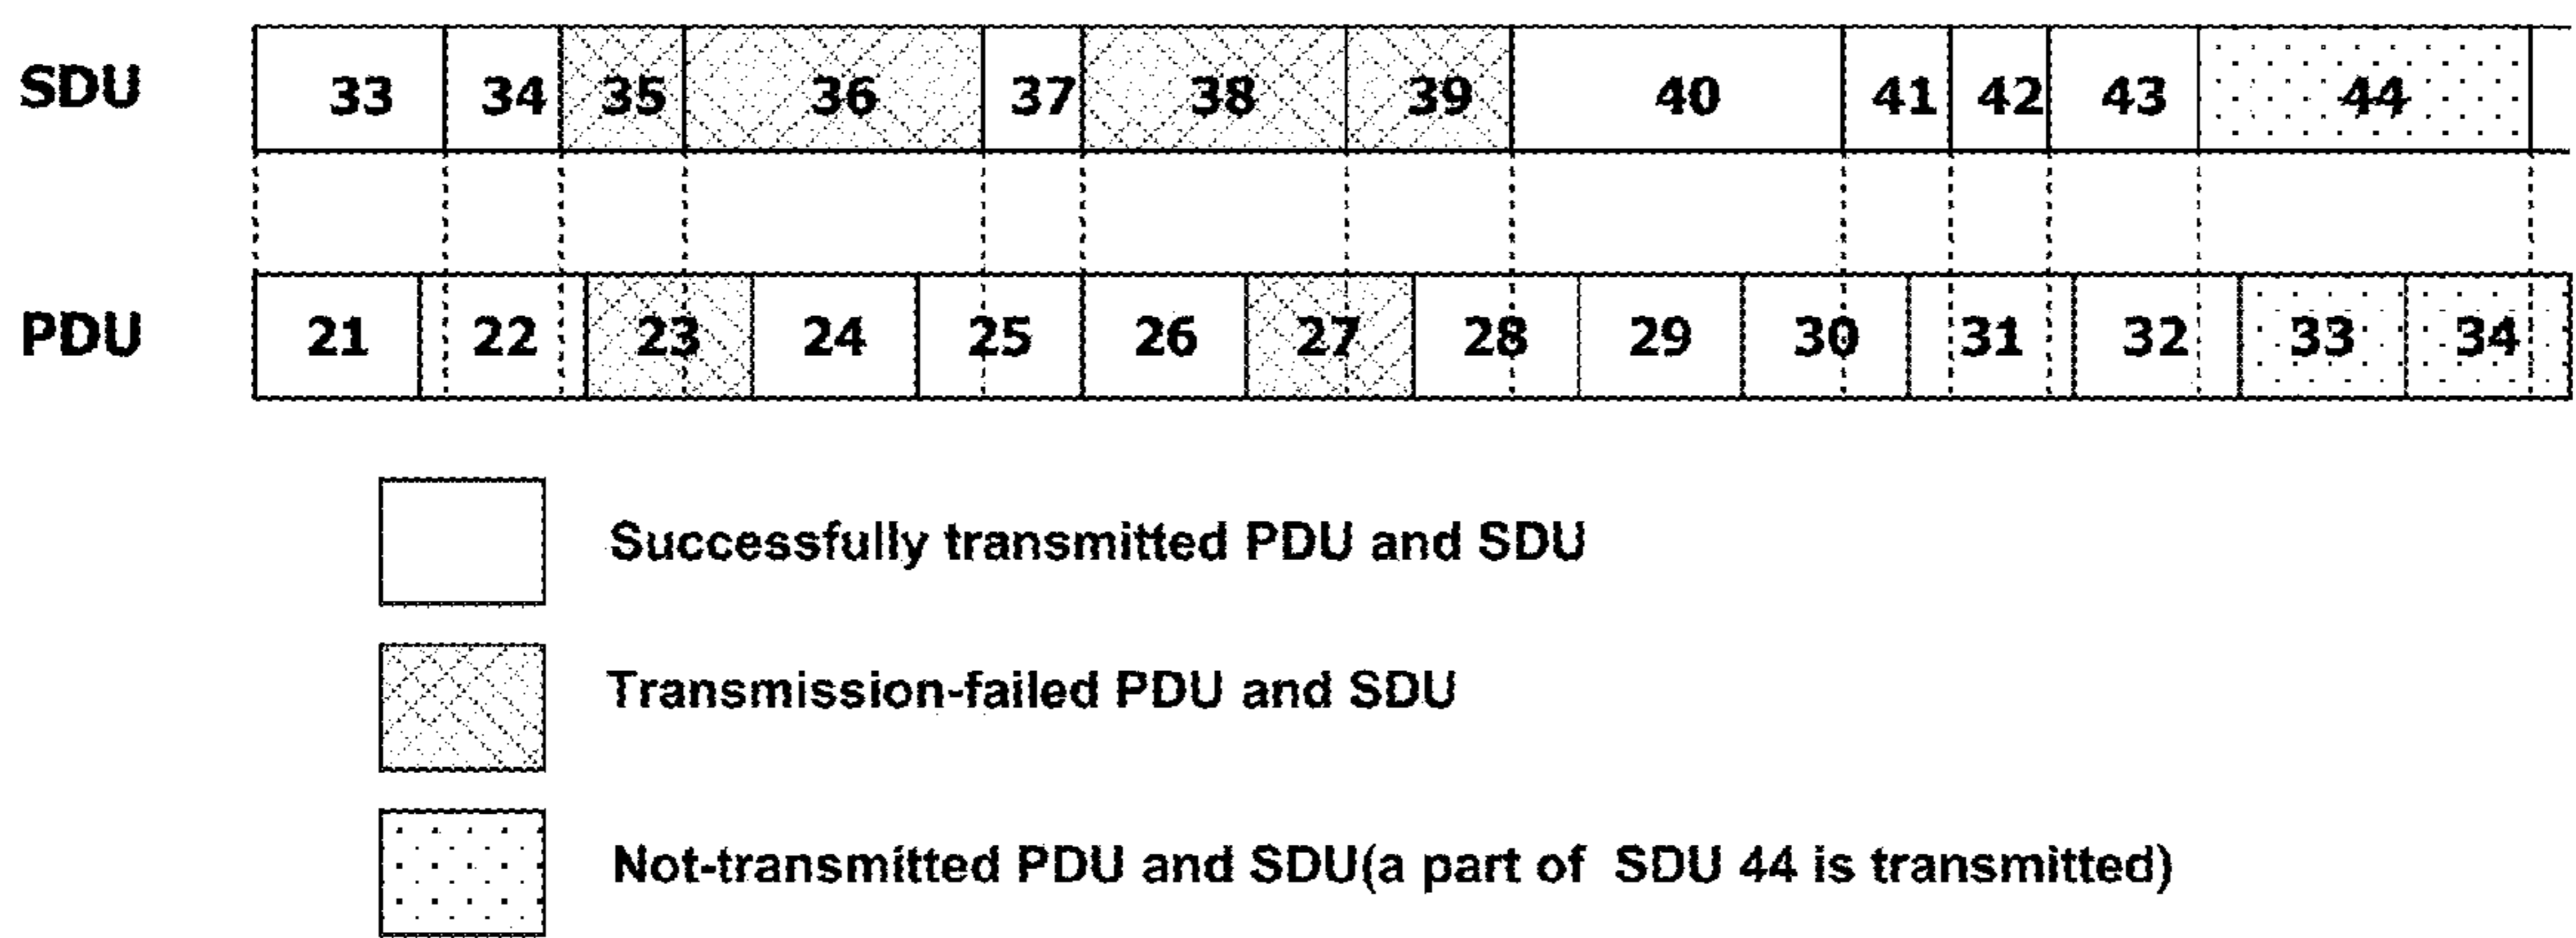 SDU 33 34 35 36 37 38 39 40 41 42 43 44
PDU 21 22 23 24 25 26 27 28 29 30 31 32 33 34
Successfully transmitted PDU and SDU
Transmission-failed PDU and SDU
Not-transmitted PDU and SDU(a part of SDU 44 is transmitted)